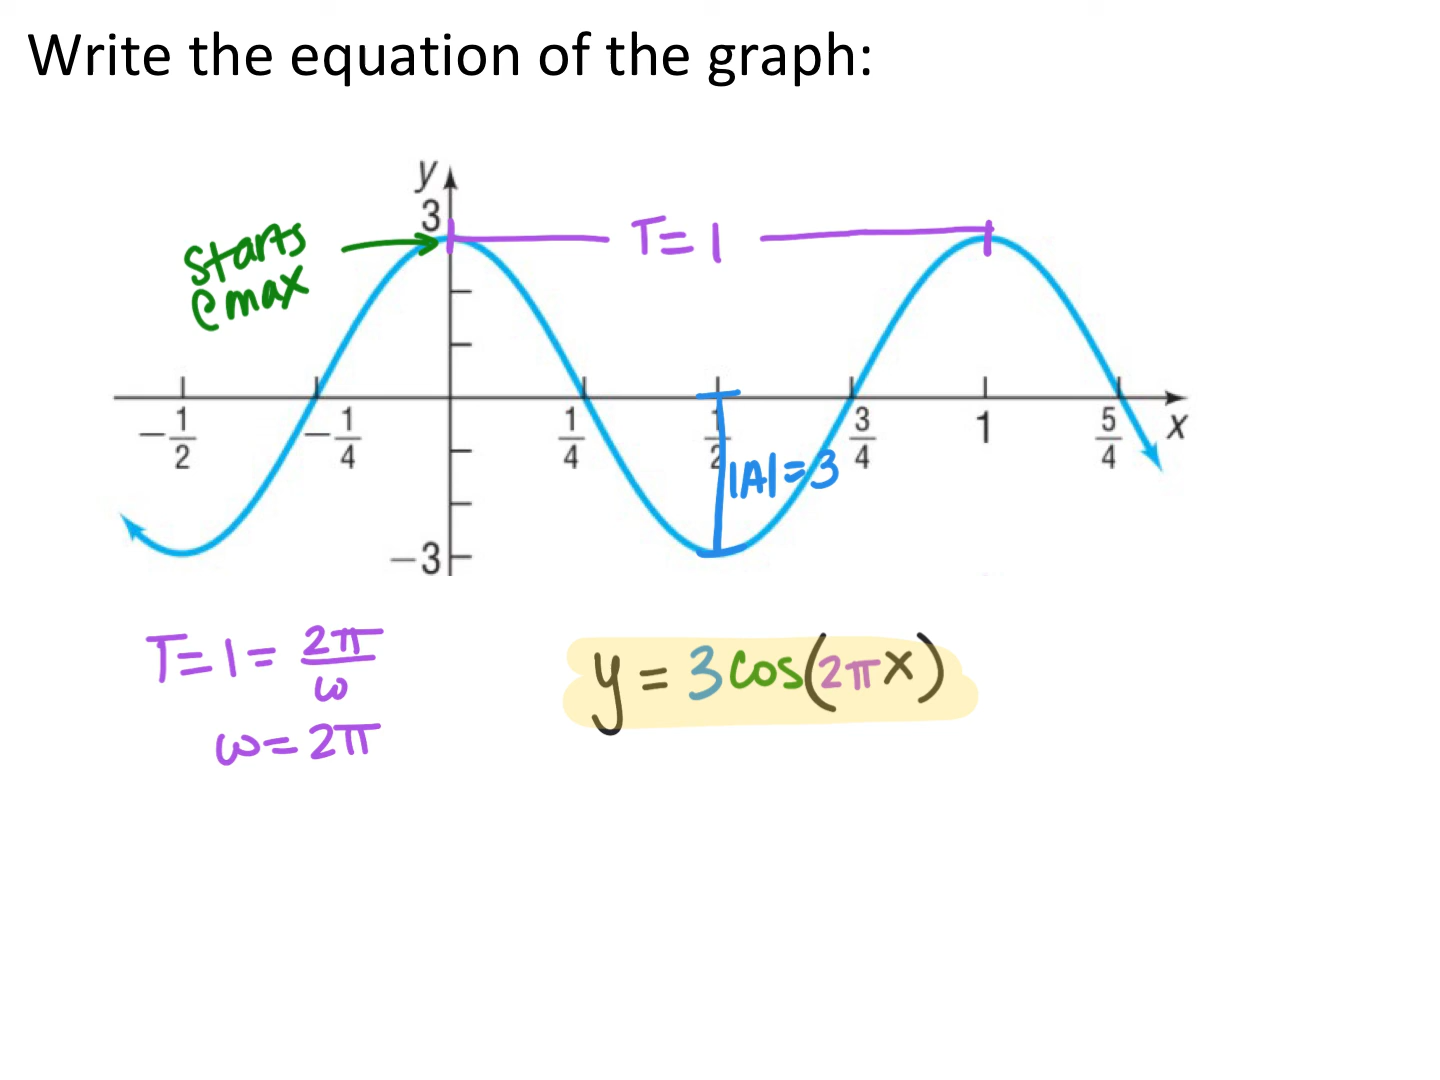 Write the equation of the graph:
y
3
starts
@max
T=1
-1/2
-1/4
1/4
1/2
3/4
1
5/4
x
|A|=3
-3
T=1=2π/ω
ω=2π
y=3cos(2πx)